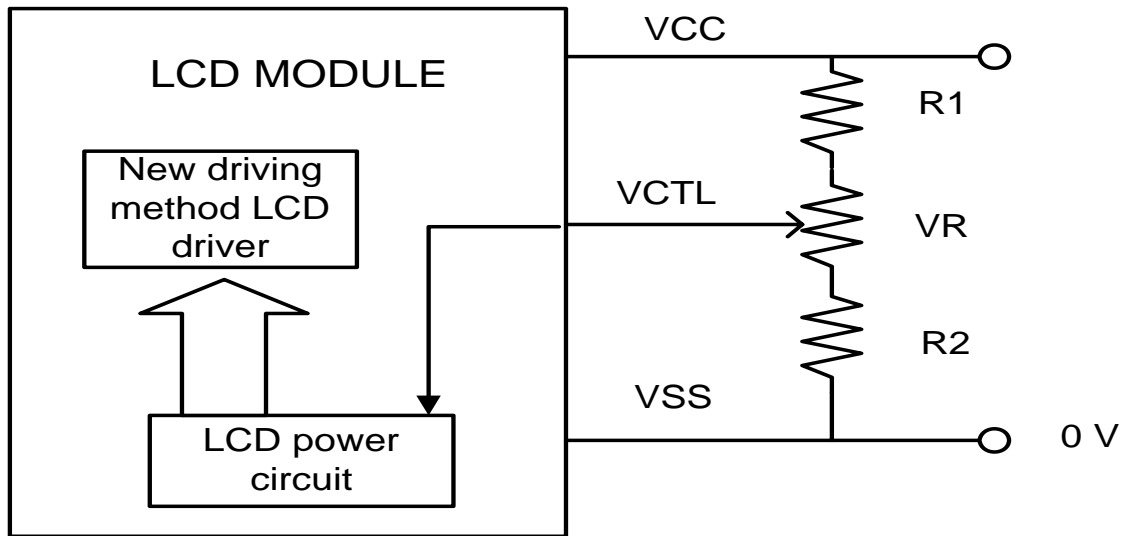 LCD MODULE
New driving
method LCD
driver
LCD power
circuit
VCC
R1
VCTL
VR
R2
VSS
0 V